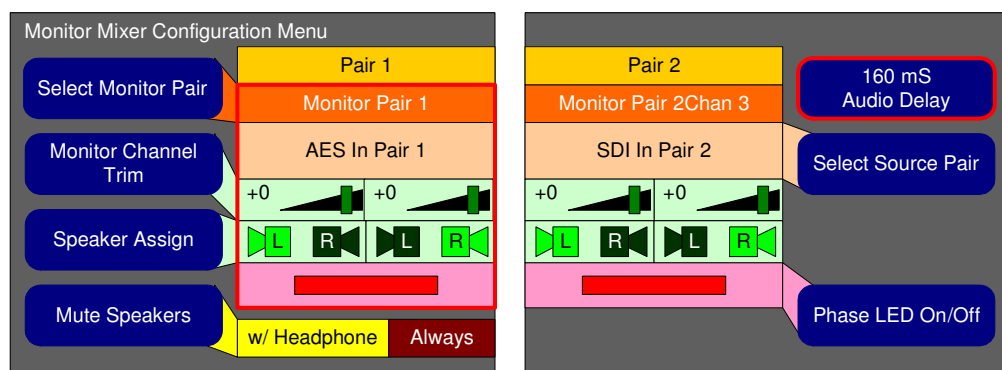 Monitor Mixer Configuration Menu
Select Monitor Pair
Monitor Channel
Trim
Speaker Assign
Mute Speakers
Pair 1
Monitor Pair 1
AES In Pair 1
+0
+0
L
R
L
R
w/ Headphone
Always
Pair 2
Monitor Pair 2Chan 3
SDI In Pair 2
+0
+0
L
R
L
R
160 mS
Audio Delay
Select Source Pair
Phase LED On/Off